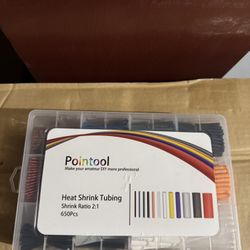 Pointool
Make your amateur DIY more professional
Heat Shrink Tubing
Shrink Ratio 2:1
650Pcs